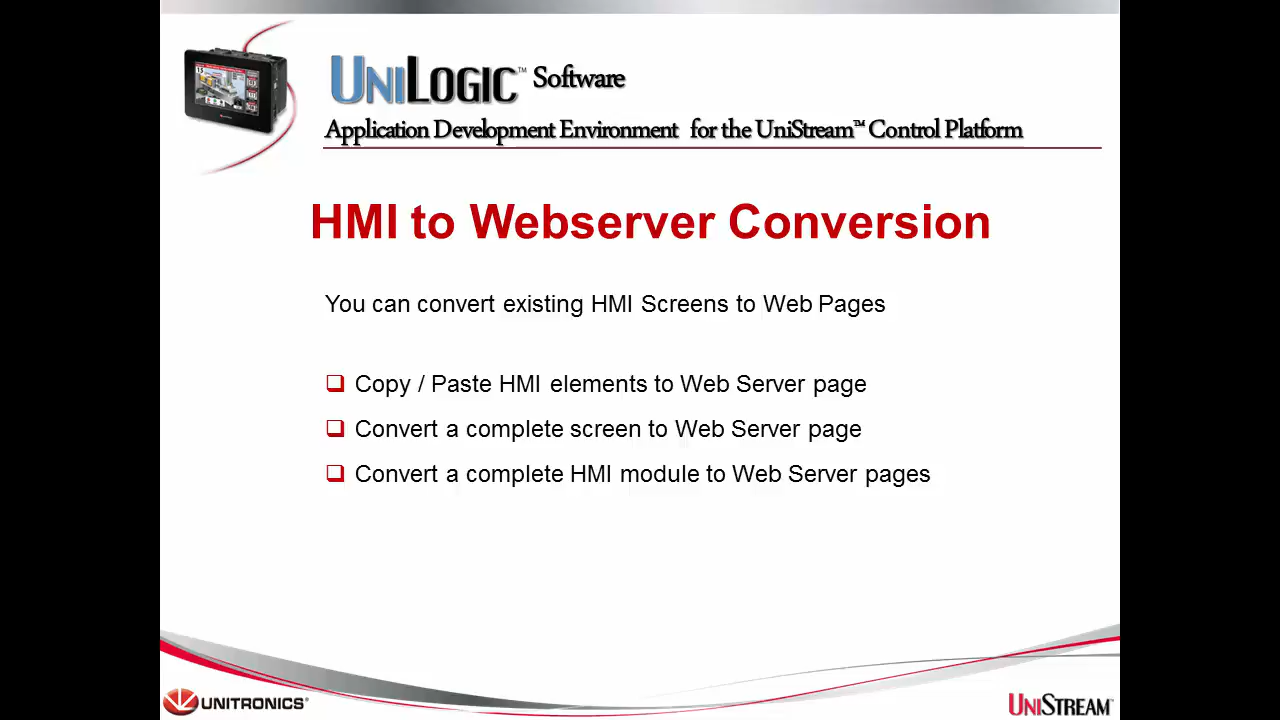 UNILOGIC™ Software
Application Development Environment for the UniStream™ Control Platform
HMI to Webserver Conversion
You can convert existing HMI Screens to Web Pages
Copy / Paste HMI elements to Web Server page
Convert a complete screen to Web Server page
Convert a complete HMI module to Web Server pages
UNITRONICS®
UNISTREAM™